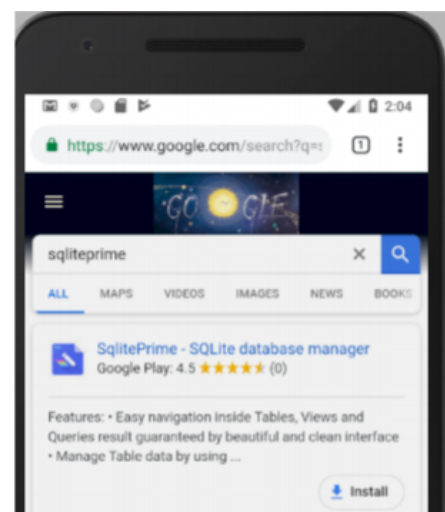 2:04
https://www.google.com/search?q=s
1
GOOGLE
sqliteprime
ALL MAPS VIDEOS IMAGES NEWS BOOKS
SqlitePrime - SQLite database manager
Google Play: 4.5 (0)
Features: • Easy navigation inside Tables, Views and
Queries result guaranteed by beautiful and clean interface
• Manage Table data by using ...
Install